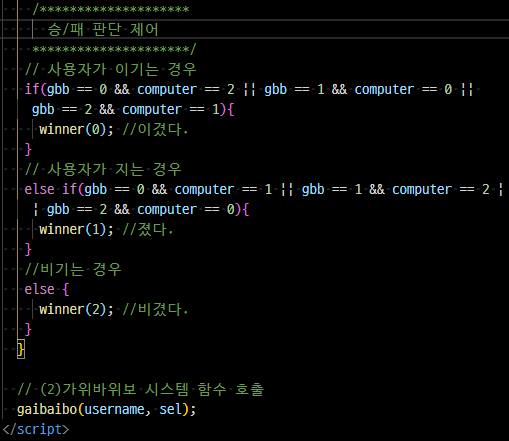 /********************
승/패 판단 제어
*********************/
// 사용자가 이기는 경우
if(gbb == 0 && computer == 2 || gbb == 1 && computer == 0 ||
gbb == 2 && computer == 1){
winner(0); //이겼다.
}
// 사용자가 지는 경우
else if(gbb == 0 && computer == 1 || gbb == 1 && computer == 2 |
| gbb == 2 && computer == 0){
winner(1); //졌다.
}
//비기는 경우
else {
winner(2); //비겼다.
}
}
// (2)가위바위보 시스템 함수 호출
gaibaibo(username, sel);
</script>